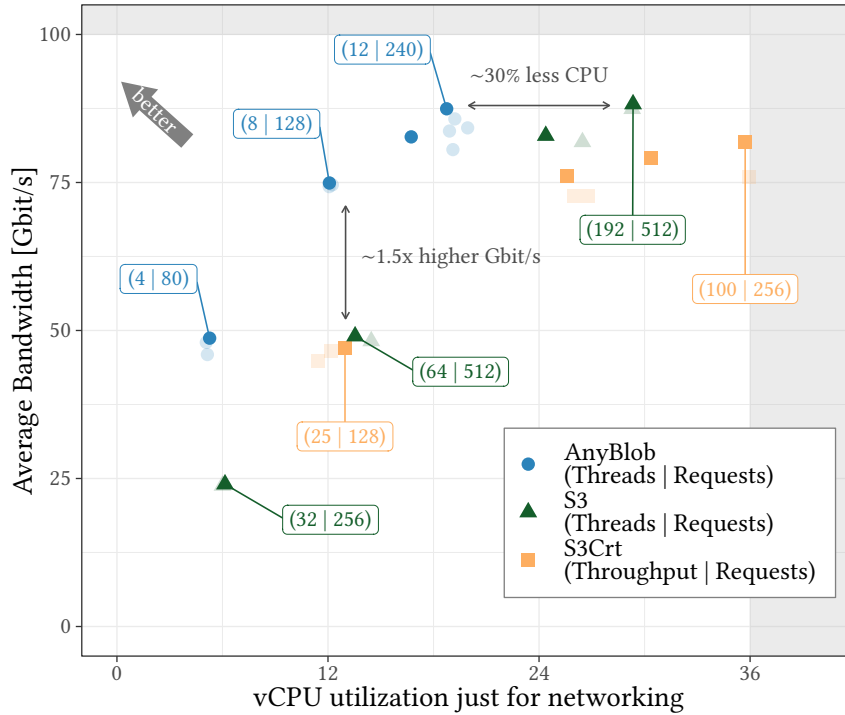 100
75
50
25
0
Average Bandwidth [Gbit/s]
better
(12 | 240)
~30% less CPU
(8 | 128)
(192 | 512)
~1.5x higher Gbit/s
(4 | 80)
(100 | 256)
(64 | 512)
(25 | 128)
(32 | 256)
AnyBlob
(Threads | Requests)
S3
(Threads | Requests)
S3Crt
(Throughput | Requests)
0
12
24
36
vCPU utilization just for networking